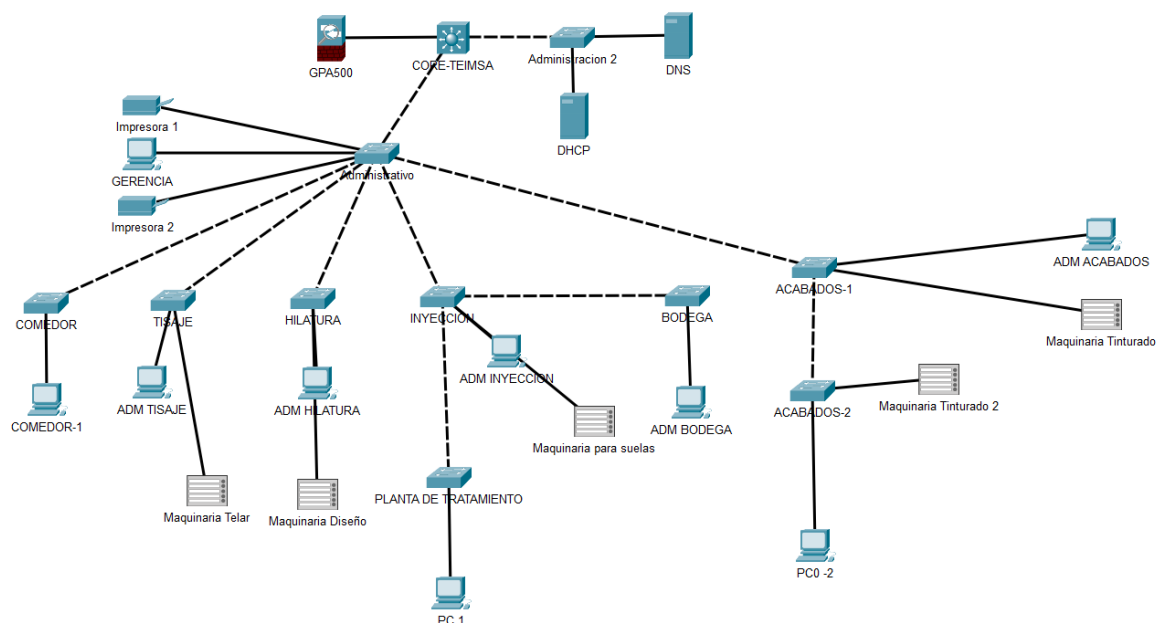 GPA500
CORE-TEIMSA
Administracion 2
DNS
DHCP
Impresora 1
GERENCIA
Administrativo
Impresora 2
ADM ACABADOS
ACABADOS-1
COMEDOR
TISAJE
HILATURA
INYECCION
BODEGA
Maquinaria Tinturado
ADM INYECCION
ADM TISAJE
ADM HILATURA
COMEDOR-1
ADM BODEGA
ACABADOS-2
Maquinaria Tinturado 2
Maquinaria para suelas
PLANTA DE TRATAMIENTO
Maquinaria Telar
Maquinaria Diseño
PC0 -2
PC 1